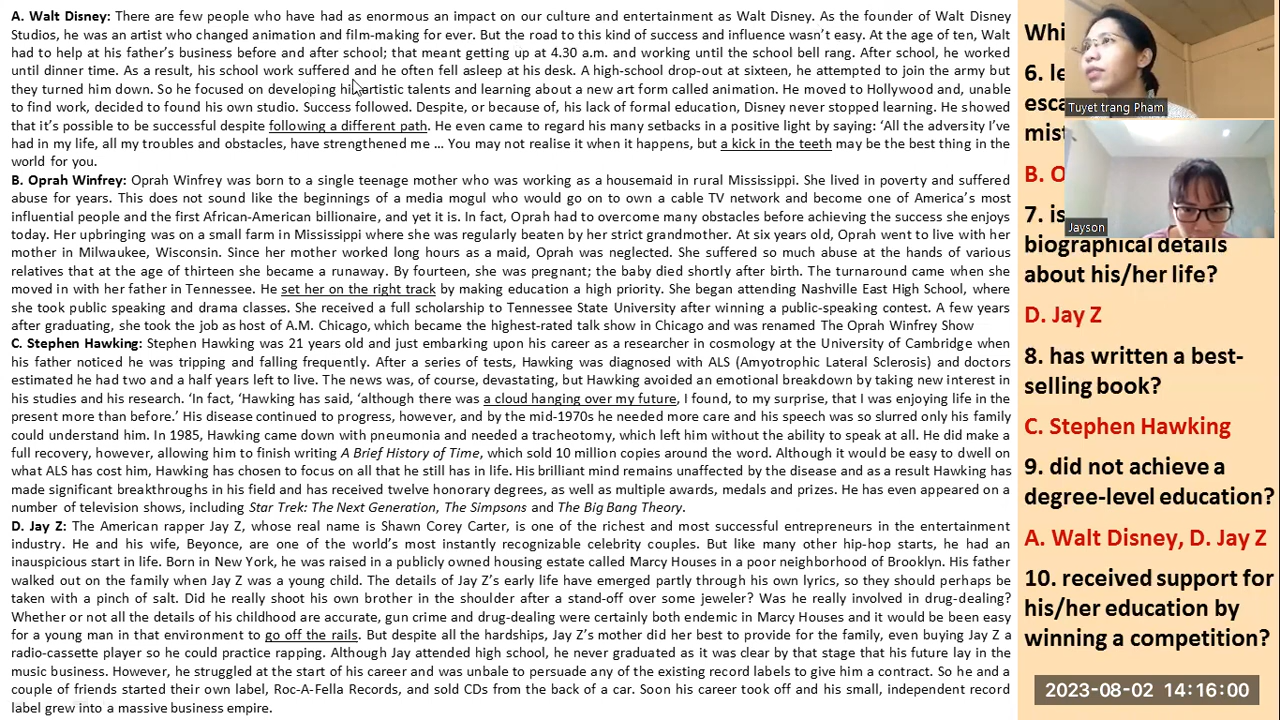 A. Walt Disney: There are few people who have had as enormous an impact on our culture and entertainment as Walt Disney. As the founder of Walt Disney
Studios, he was an artist who changed animation and film-making for ever. But the road to this kind of success and influence wasn't easy. At the age of ten, Walt
had to help at his father's business before and after school; that meant getting up at 4.30 a.m. and working until the school bell rang. After school, he worked
until dinner time. As a result, his school work suffered and he often fell asleep at his desk. A high-school drop-out at sixteen, he attempted to join the army but
they turned him down. So he focused on developing his artistic talents and learning about a new art form called animation. He moved to Hollywood and, unable
to find work, decided to found his own studio. Success followed. Despite, or because of, his lack of formal education, Disney never stopped learning. He showed
that it's possible to be successful despite following a different path. He even came to regard his many setbacks in a positive light by saying: 'All the adversity I've
had in my life, all my troubles and obstacles, have strengthened me … You may not realise it when it happens, but a kick in the teeth may be the best thing in the
world for you.
B. Oprah Winfrey: Oprah Winfrey was born to a single teenage mother who was working as a housemaid in rural Mississippi. She lived in poverty and suffered
abuse for years. This does not sound like the beginnings of a media mogul who would go on to own a cable TV network and become one of America's most
influential people and the first African-American billionaire, and yet it is. In fact, Oprah had to overcome many obstacles before achieving the success she enjoys
today. Her upbringing was on a small farm in Mississippi where she was regularly beaten by her strict grandmother. At six years old, Oprah went to live with her
mother in Milwaukee, Wisconsin. Since her mother worked long hours as a maid, Oprah was neglected. She suffered so much abuse at the hands of various
relatives that at the age of thirteen she became a runaway. By fourteen, she was pregnant; the baby died shortly after birth. The turnaround came when she
moved in with her father in Tennessee. He set her on the right track by making education a high priority. She began attending Nashville East High School, where
she took public speaking and drama classes. She received a full scholarship to Tennessee State University after winning a public-speaking contest. A few years
after graduating, she took the job as host of A.M. Chicago, which became the highest-rated talk show in Chicago and was renamed The Oprah Winfrey Show
C. Stephen Hawking: Stephen Hawking was 21 years old and just embarking upon his career as a researcher in cosmology at the University of Cambridge when
his father noticed he was tripping and falling frequently. After a series of tests, Hawking was diagnosed with ALS (Amyotrophic Lateral Sclerosis) and doctors
estimated he had two and a half years left to live. The news was, of course, devastating, but Hawking avoided an emotional breakdown by taking new interest in
his studies and his research. 'In fact, 'Hawking has said, 'although there was a cloud hanging over my future, I found, to my surprise, that I was enjoying life in the
present more than before.' His disease continued to progress, however, and by the mid-1970s he needed more care and his speech was so slurred only his family
could understand him. In 1985, Hawking came down with pneumonia and needed a tracheotomy, which left him without the ability to speak at all. He did make a
full recovery, however, allowing him to finish writing A Brief History of Time, which sold 10 million copies around the word. Although it would be easy to dwell on
what ALS has cost him, Hawking has chosen to focus on all that he still has in life. His brilliant mind remains unaffected by the disease and as a result Hawking has
made significant breakthroughs in his field and has received twelve honorary degrees, as well as multiple awards, medals and prizes. He has even appeared on a
number of television shows, including Star Trek: The Next Generation, The Simpsons and The Big Bang Theory.
D. Jay Z: The American rapper Jay Z, whose real name is Shawn Corey Carter, is one of the richest and most successful entrepreneurs in the entertainment
industry. He and his wife, Beyonce, are one of the world's most instantly recognizable celebrity couples. But like many other hip-hop starts, he had an
inauspicious start in life. Born in New York, he was raised in a publicly owned housing estate called Marcy Houses in a poor neighborhood of Brooklyn. His father
walked out on the family when Jay Z was a young child. The details of Jay Z's early life have emerged partly through his own lyrics, so they should perhaps be
taken with a pinch of salt. Did he really shoot his own brother in the shoulder after a stand-off over some jeweler? Was he really involved in drug-dealing?
Whether or not all the details of his childhood are accurate, gun crime and drug-dealing were certainly both endemic in Marcy Houses and it would be been easy
for a young man in that environment to go off the rails. But despite all the hardships, Jay Z's mother did her best to provide for the family, even buying Jay Z a
radio-cassette player so he could practice rapping. Although Jay attended high school, he never graduated as it was clear by that stage that his future lay in the
music business. However, he struggled at the start of his career and was unbale to persuade any of the existing record labels to give him a contract. So he and a
couple of friends started their own label, Roc-A-Fella Records, and sold CDs from the back of a car. Soon his career took off and his small, independent record
label grew into a massive business empire.
Whi
6. le
esca
mist
B. O
7. is
biographical details
about his/her life?
D. Jay Z
8. has written a best-
selling book?
C. Stephen Hawking
9. did not achieve a
degree-level education?
A. Walt Disney, D. Jay Z
10. received support for
his/her education by
winning a competition?
Tuyet trang Pham
Jayson
2023-08-02 14:16:00